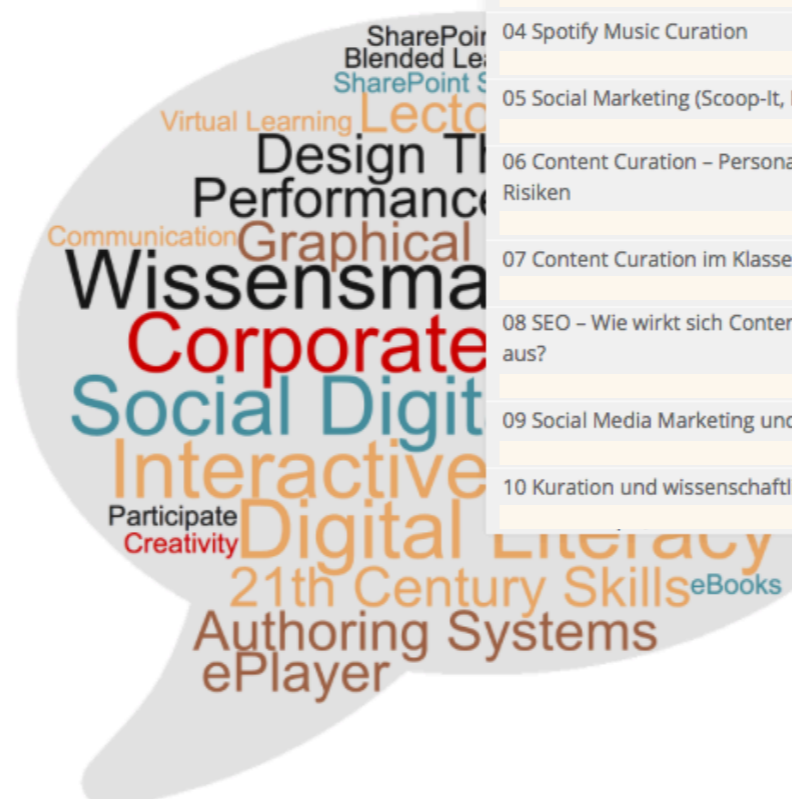 SharePoin
Blended Le
SharePoint S
Virtual Learning
Lecto
Design Th
Performance
Communication
Graphical
Wissensma
Corporate
Social Digit
Interactive
Participate
Creativity
Digital Literacy
21th Century Skills
eBooks
Authoring Systems
ePlayer
04 Spotify Music Curation
05 Social Marketing (Scoop-It,
06 Content Curation – Persona
Risiken
07 Content Curation im Klasse
08 SEO – Wie wirkt sich Conten
aus?
09 Social Media Marketing und
10 Kuration und wissenschaftl